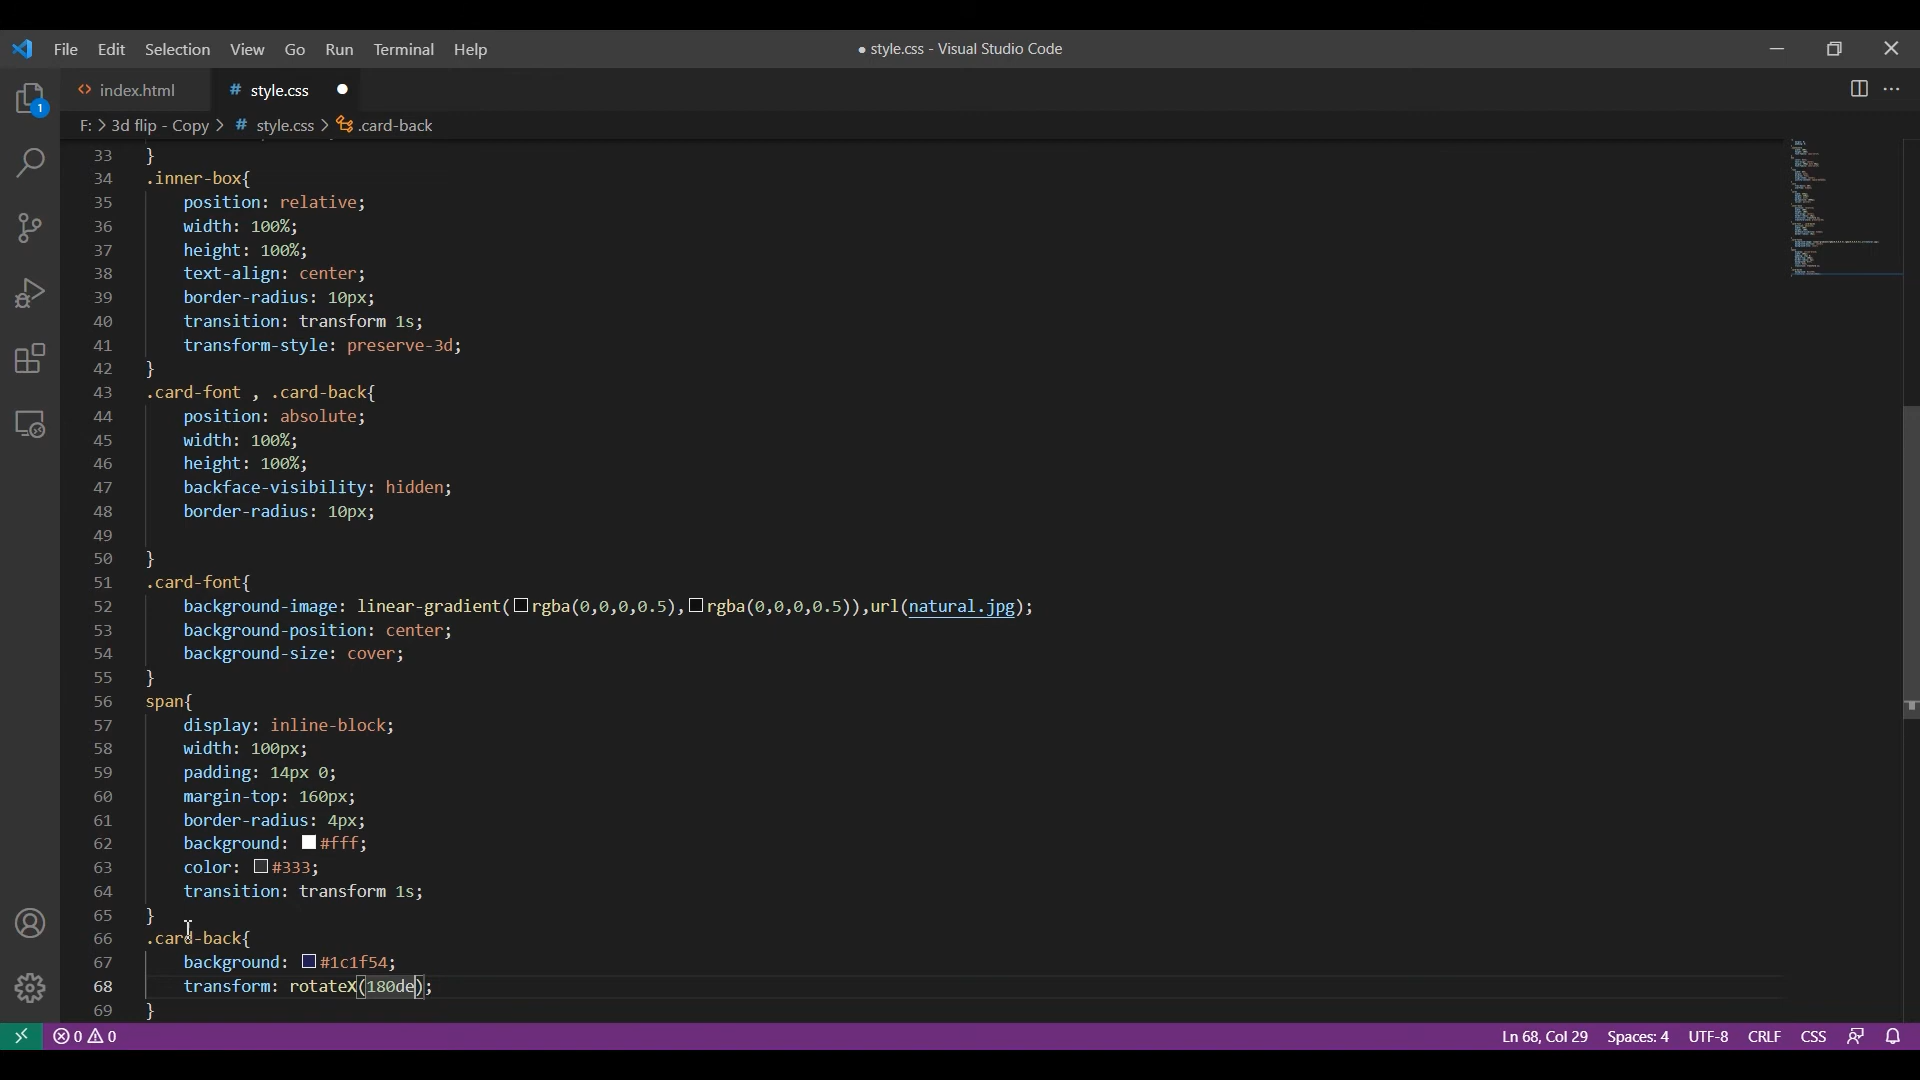 File Edit Selection View Go Run Terminal Help ● style.css - Visual Studio Code
index.html # style.css ●
1
F: > 3d flip - Copy > # style.css > .card-back
33 }
34 .inner-box{
35 position: relative;
36 width: 100%;
37 height: 100%;
38 text-align: center;
39 border-radius: 10px;
40 transition: transform 1s;
41 transform-style: preserve-3d;
42 }
43 .card-font , .card-back{
44 position: absolute;
45 width: 100%;
46 height: 100%;
47 backface-visibility: hidden;
48 border-radius: 10px;
49
50 }
51 .card-font{
52 background-image: linear-gradient(rgba(0,0,0,0.5),rgba(0,0,0,0.5)),url(natural.jpg);
53 background-position: center;
54 background-size: cover;
55 }
56 span{
57 display: inline-block;
58 width: 100px;
59 padding: 14px 0;
60 margin-top: 160px;
61 border-radius: 4px;
62 background: #fff;
63 color: #333;
64 transition: transform 1s;
65 }
66 .card-back{
67 background: #1c1f54;
68 transform: rotateX(180de);
69 }
0 0 Ln 68, Col 29 Spaces: 4 UTF-8 CRLF CSS